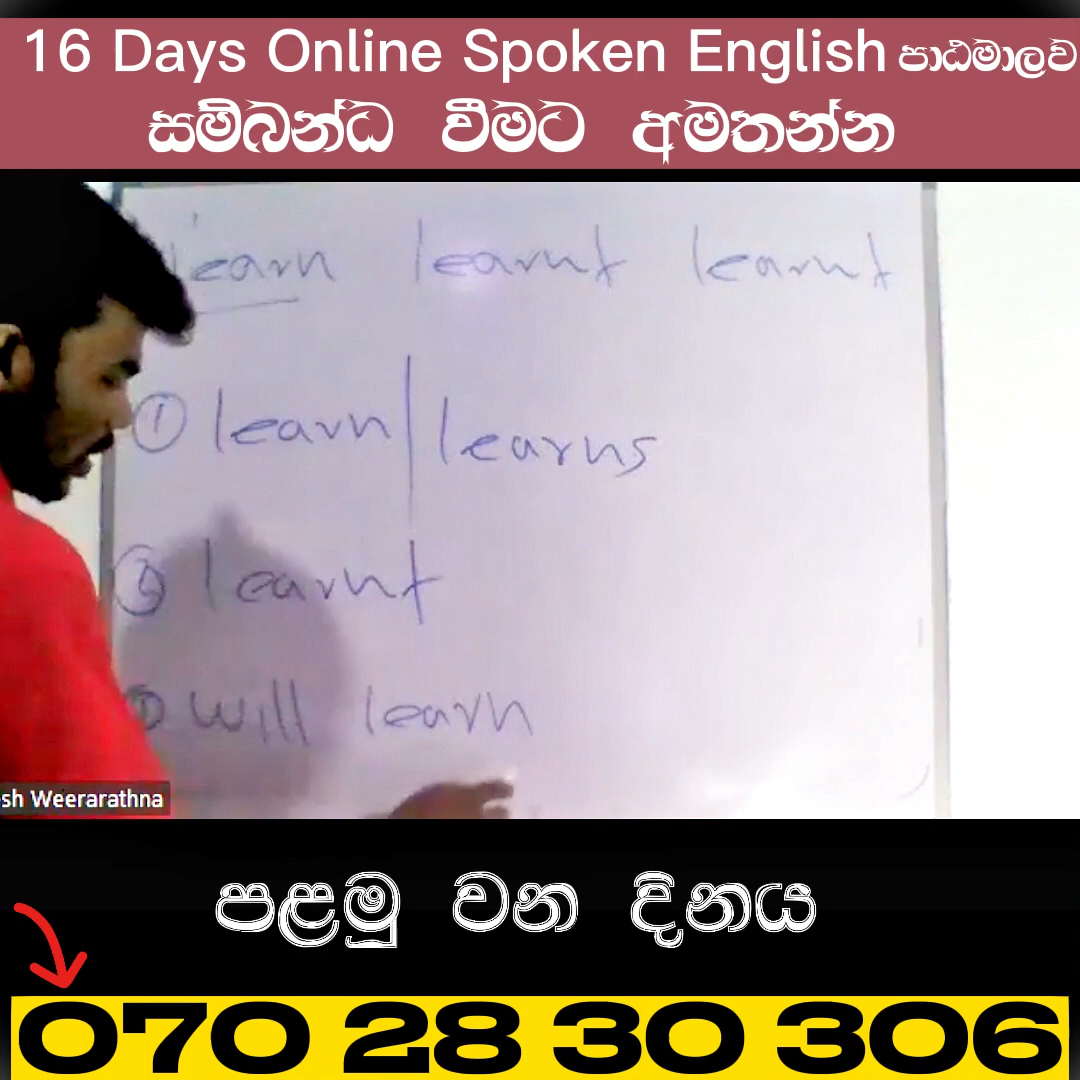 16 Days Online Spoken English පාඨමාලව
සම්බන්ධ වීමට අමතන්න
learn learnt learnt
① learn | learns
② learnt
③ will learn
sh Weerarathna
පළමු වන දිනය
070 28 30 306